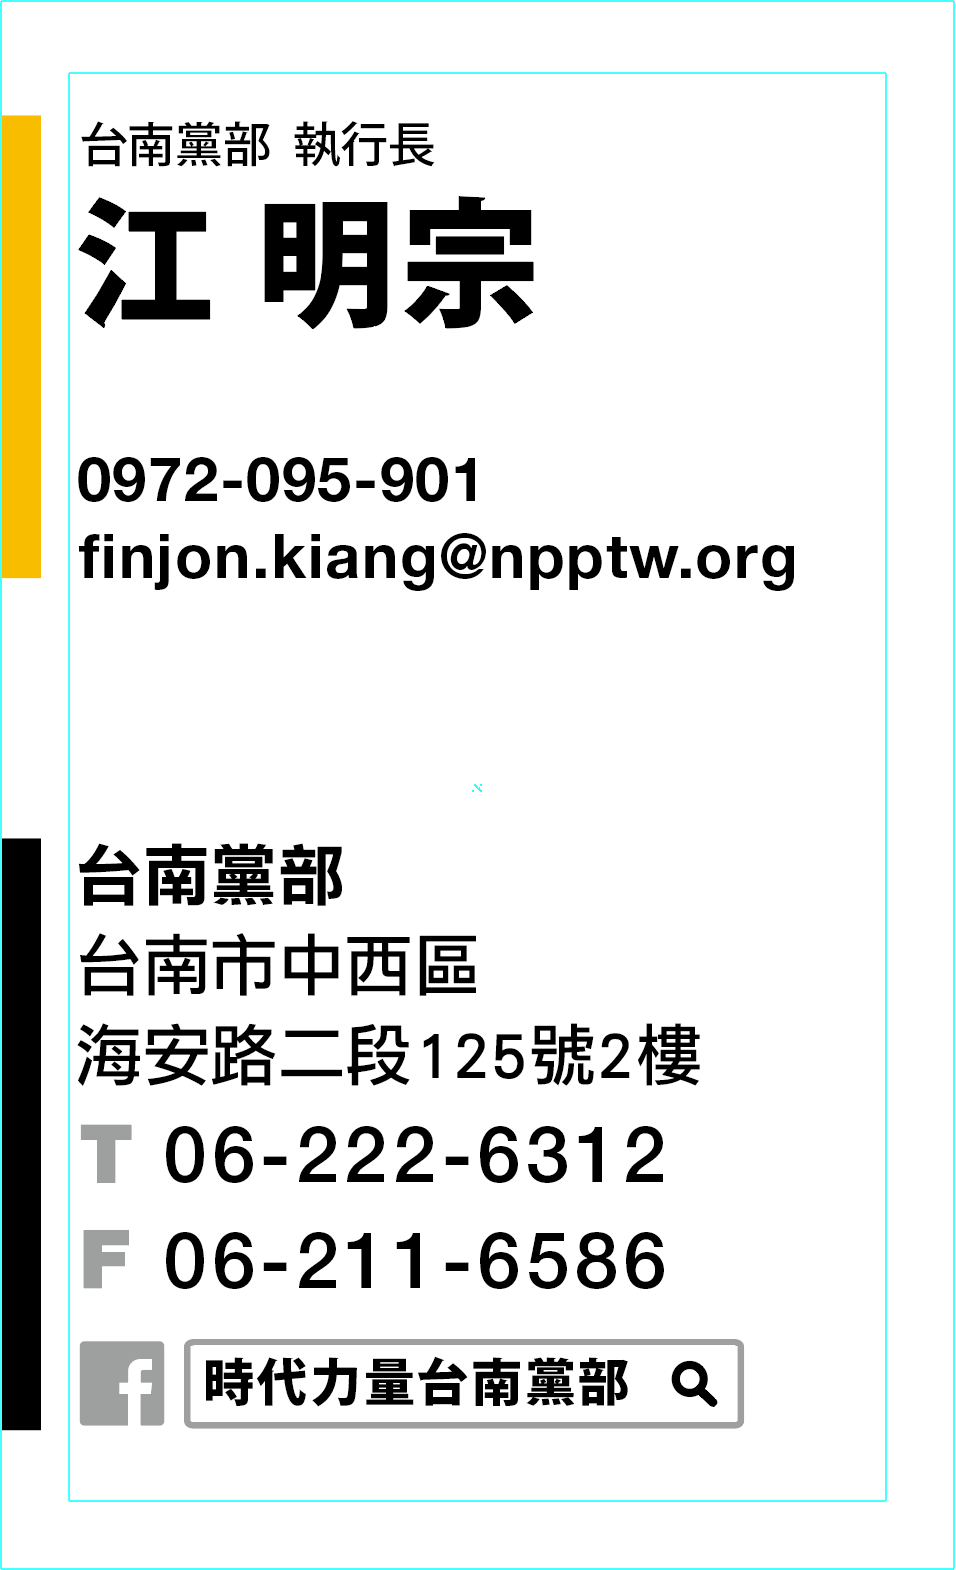 台南黨部 執行長
江 明宗
0972-095-901
finjon.kiang@npptw.org
台南黨部
台南市中西區
海安路二段125號2樓
T 06-222-6312
F 06-211-6586
f 時代力量台南黨部